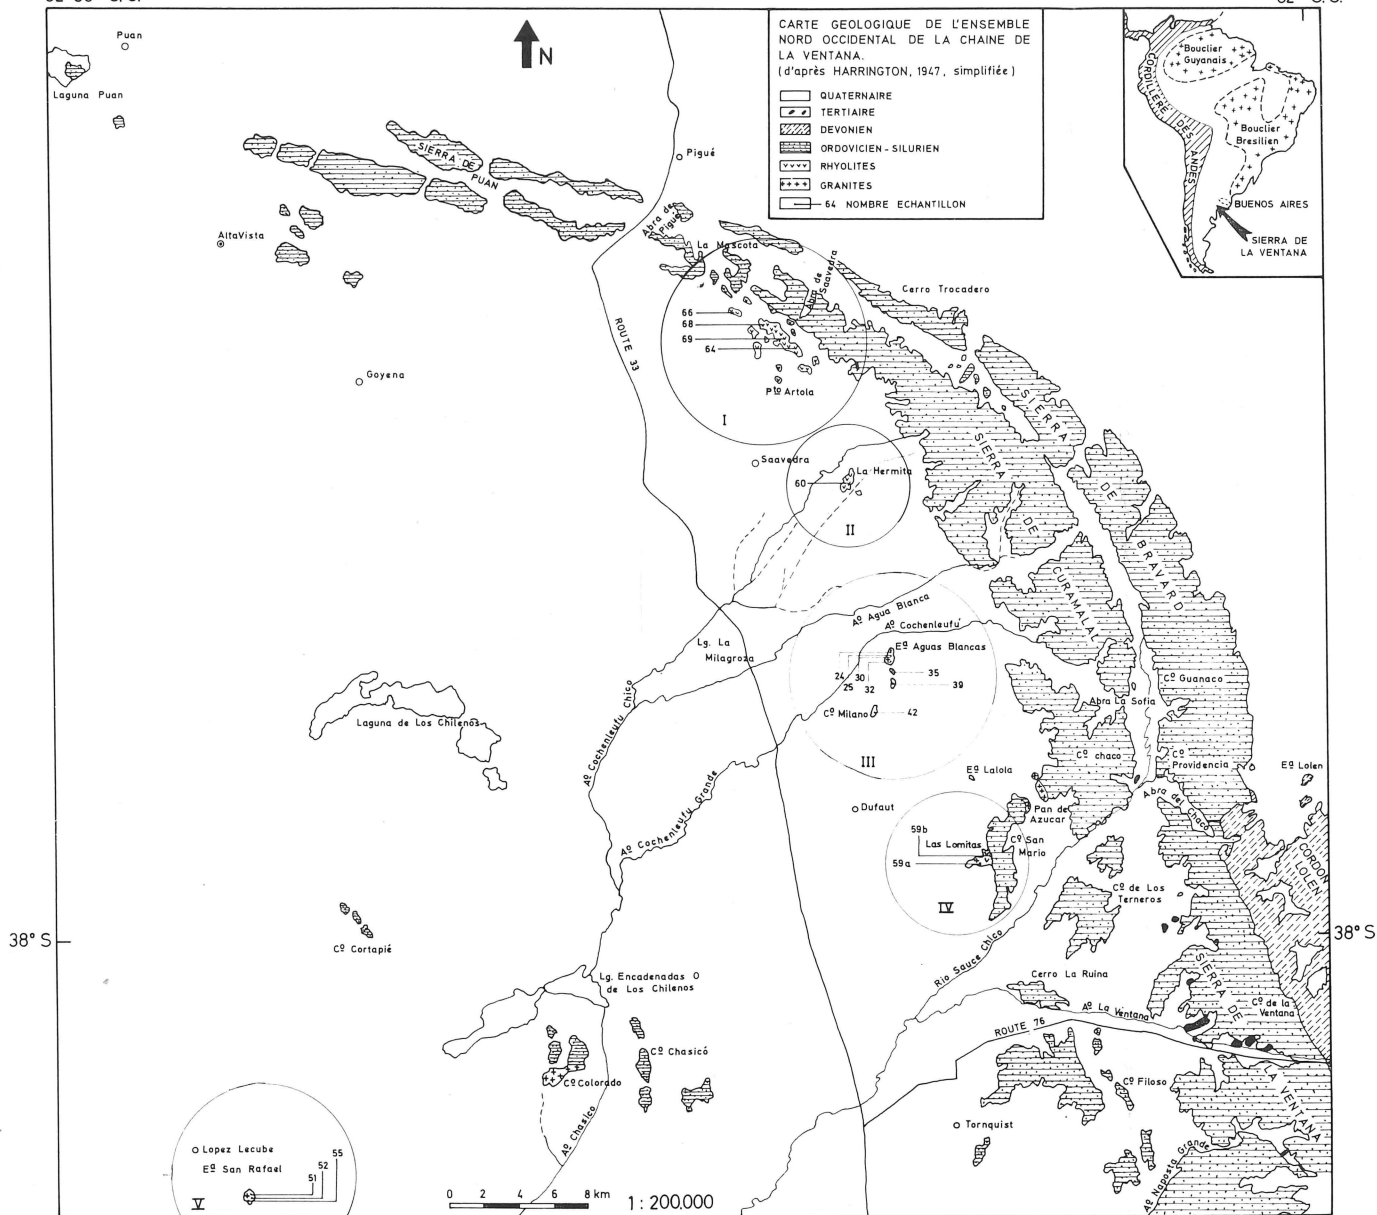 Puan
Laguna Puan
N
CARTE GEOLOGIQUE DE L'ENSEMBLE
NORD OCCIDENTAL DE LA CHAINE DE
LA VENTANA.
(d'après HARRINGTON, 1947, simplifiée)
QUATERNAIRE
TERTIAIRE
DEVONIEN
ORDOVICIEN-SILURIEN
RHYOLITES
GRANITES
64 NOMBRE ECHANTILLON
Bouclier
Guyanais
CORDILLERE DES ANDES
Bouclier
Bresilien
BUENOS AIRES
SIERRA DE
LA VENTANA
SIERRA DE PUAN
Pigué
Abra de
Pigue
AltaVista
La Mascota
Abra de
Saavedra
Cerro Trocadero
66
68
69
64
ROUTE 33
Goyena
Pto Artola
I
SIERRA DE BRAVARD
SIERRA DE CURAMALAL
Saavedra
La Hermita
60
II
Aº Agua Blanca
Aº Cochenleufú
Lg. La
Milagroza
Eª Aguas Blancas
24
25
30
32
35
39
Cº Milano
42
III
Cº Guanaco
Abra La Sofia
Laguna de Los Chilenos
Aº Cochenleufu Chico
Aº Cochenleufu Grande
Cº chaco
Cº
Providencia
Eª Lalola
Eª Lolen
Abra del Chaco
Dufaut
Pan de
Azucar
59b
Las Lomitas
59a
Cº San
Mario
IV
CORDON
LOLEN
Cº de Los
Terneros
38° S
38° S
Cº Cortapié
Rio Sauce Chico
Lg. Encadenadas O
de Los Chilenos
Cerro La Ruina
Aº La Ventana
SIERRA DE LA VENTANA
Cº de la
Ventana
ROUTE 76
Cº Chasicó
Cº Colorado
Cº Filoso
Aº Chasico
Tornquist
Aº Naposta Grande
Lopez Lecube
Eª San Rafael
55
52
51
V
0 2 4 6 8 km
1:200.000